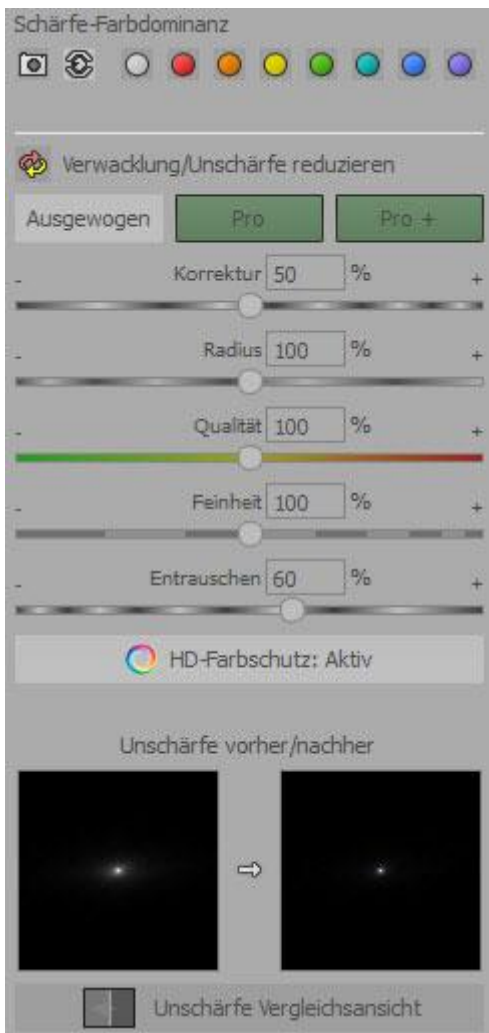 Schärfe-Farbdominanz
Verwacklung/Unschärfe reduzieren
Ausgewogen Pro Pro +
- Korrektur 50 % +
- Radius 100 % +
- Qualität 100 % +
- Feinheit 100 % +
- Entrauschen 60 % +
HD-Farbschutz: Aktiv
Unschärfe vorher/nachher
Unschärfe Vergleichsansicht